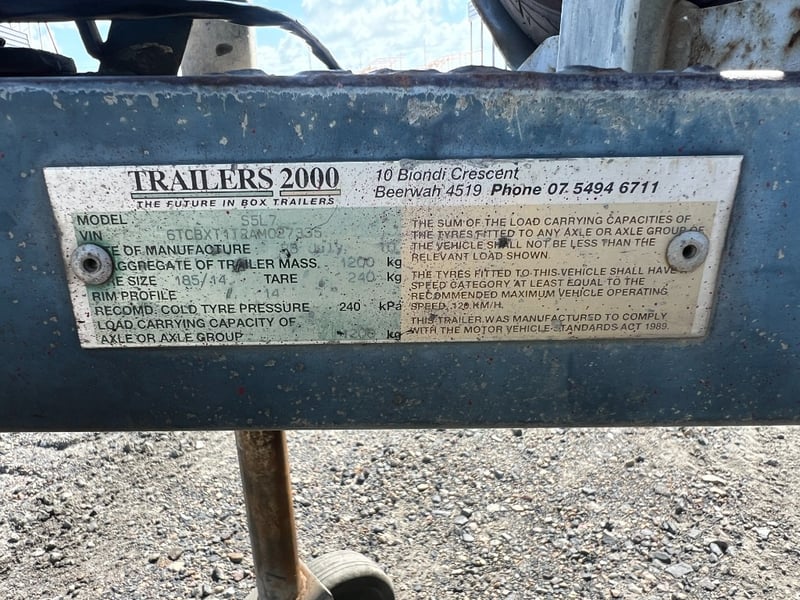 TRAILERS 2000
THE FUTURE IN BOX TRAILERS
10 Biondi Crescent
Beerwah 4519 Phone 07 5494 6711
MODEL S5L7
VIN
E OF MANUFACTURE July 10
AGGREGATE OF TRAILER MASS 1200 kg
RE SIZE 185/14 TARE 240 kg
RIM PROFILE 14
RECOMD. COLD TYRE PRESSURE 240 kPa
LOAD CARRYING CAPACITY OF
AXLE OR AXLE GROUP 1200 kg
THE SUM OF THE LOAD CARRYING CAPACITIES OF
THE TYRES FITTED TO ANY AXLE OR AXLE GROUP OF
THE VEHICLE SHALL NOT BE LESS THAN THE
RELEVANT LOAD SHOWN.
THE TYRES FITTED TO THIS VEHICLE SHALL HAVE
SPEED CATEGORY AT LEAST EQUAL TO THE
RECOMMENDED MAXIMUM VEHICLE OPERATING
SPEED, 120 KM/H.
THIS TRAILER WAS MANUFACTURED TO COMPLY
WITH THE MOTOR VEHICLE STANDARDS ACT 1989.